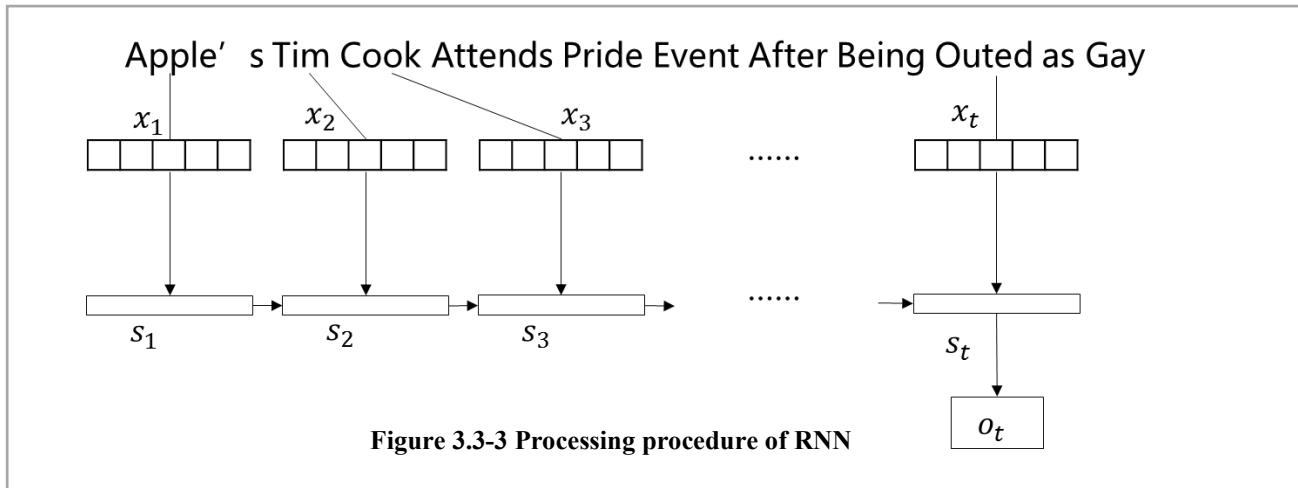 Apple’ s Tim Cook Attends Pride Event After Being Outed as Gay
x₁ x₂ x₃ xₜ
......
......
s₁ s₂ s₃ sₜ
oₜ
Figure 3.3-3 Processing procedure of RNN